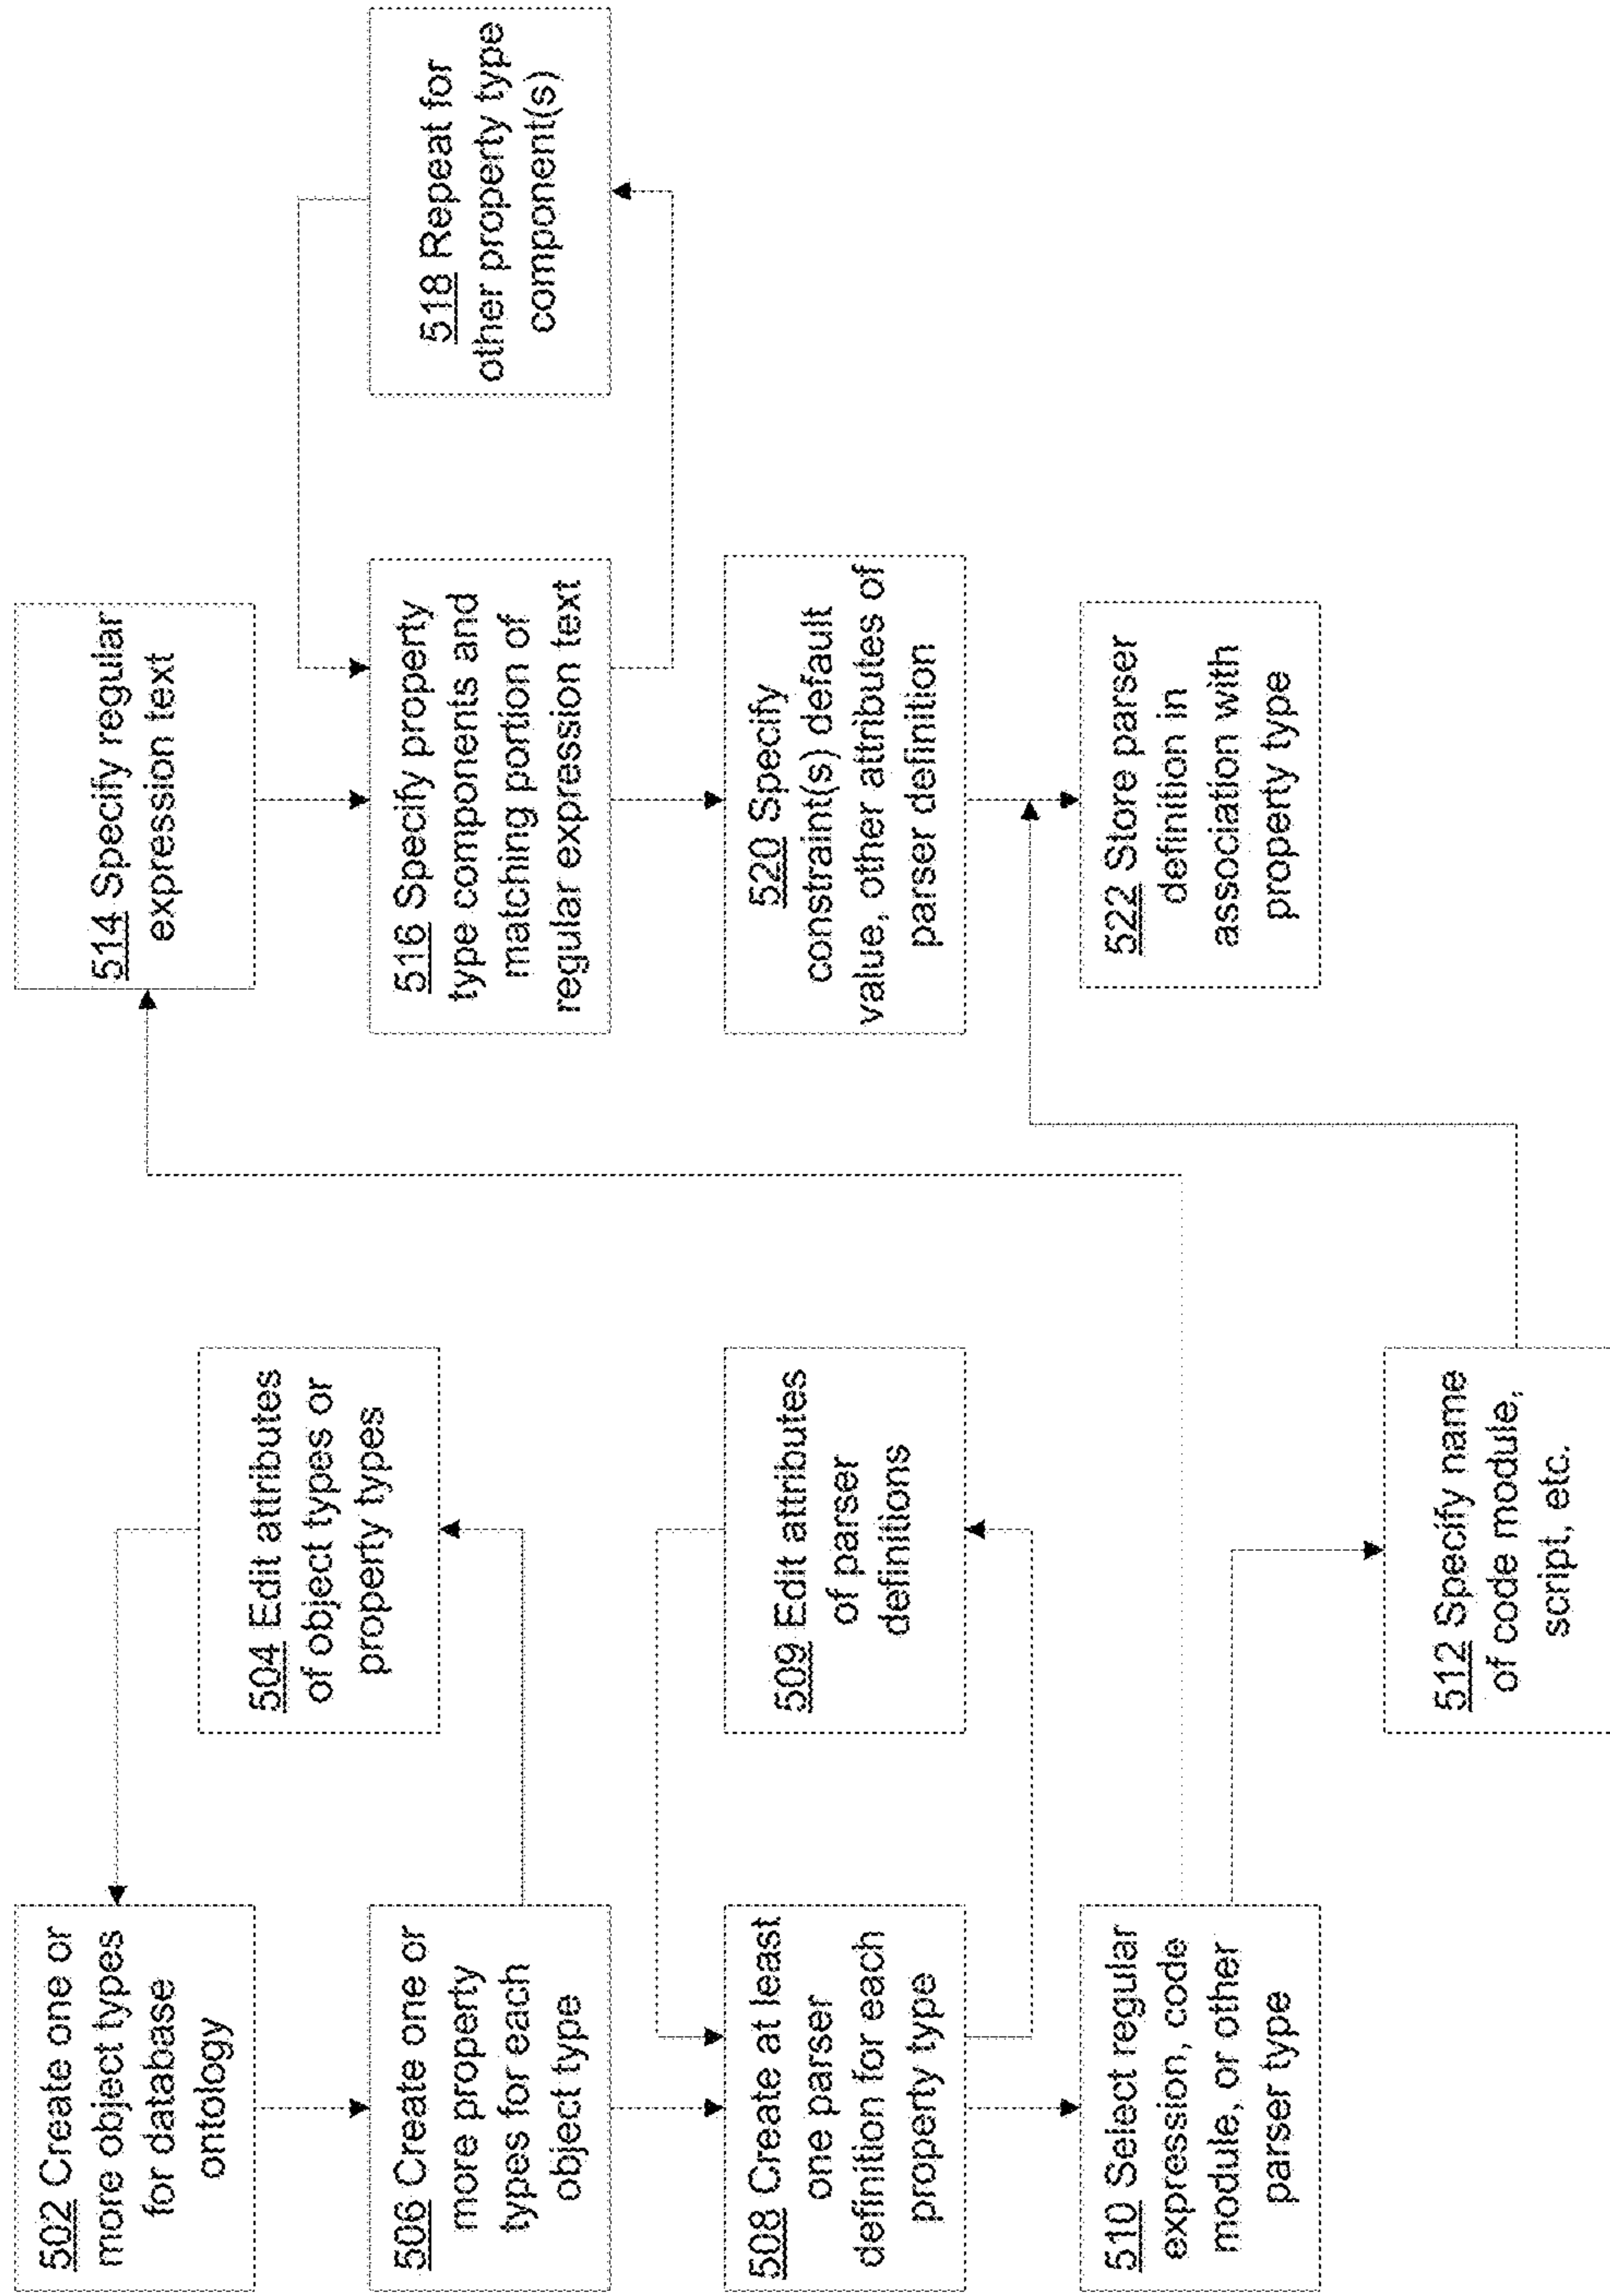 502 Create one or
more object types
for database
ontology
504 Edit attributes
of object types or
property types
506 Create one or
more property
types for each
object type
508 Create at least
one parser
definition for each
property type
509 Edit attributes
of parser
definitions
510 Select regular
expression, code
module, or other
parser type
512 Specify name
of code module,
script, etc.
514 Specify regular
expression text
516 Specify property
type components and
matching portion of
regular expression text
518 Repeat for
other property type
component(s)
520 Specify
constraint(s) default
value, other attributes of
parser definition
522 Store parser
definition in
association with
property type